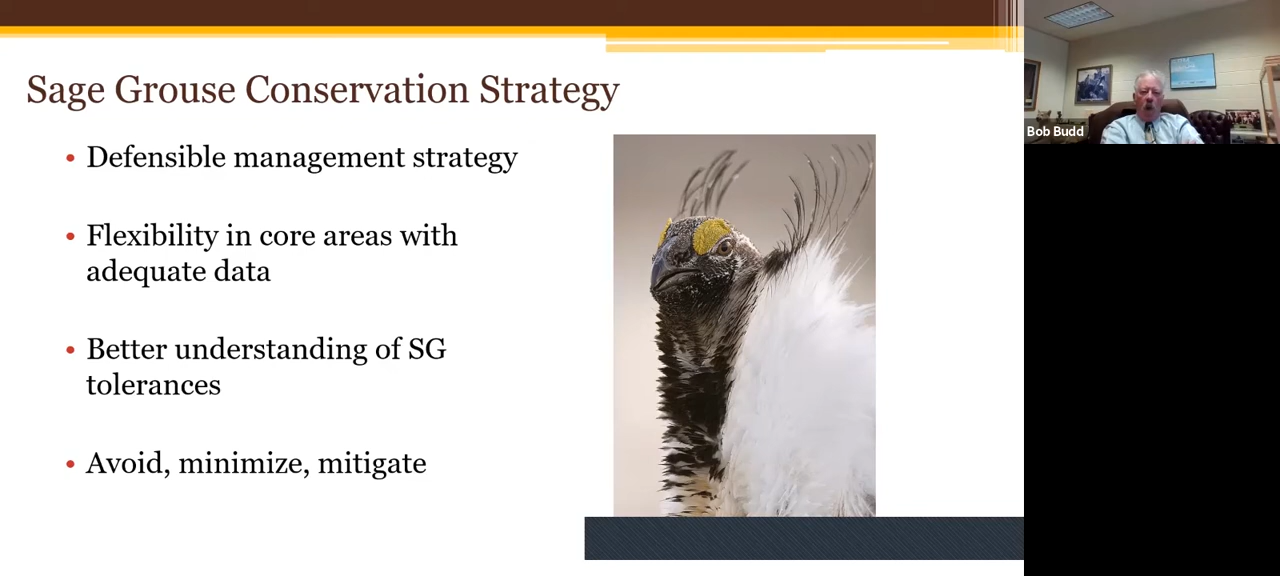 Sage Grouse Conservation Strategy
• Defensible management strategy
• Flexibility in core areas with
adequate data
• Better understanding of SG
tolerances
• Avoid, minimize, mitigate
Bob Budd